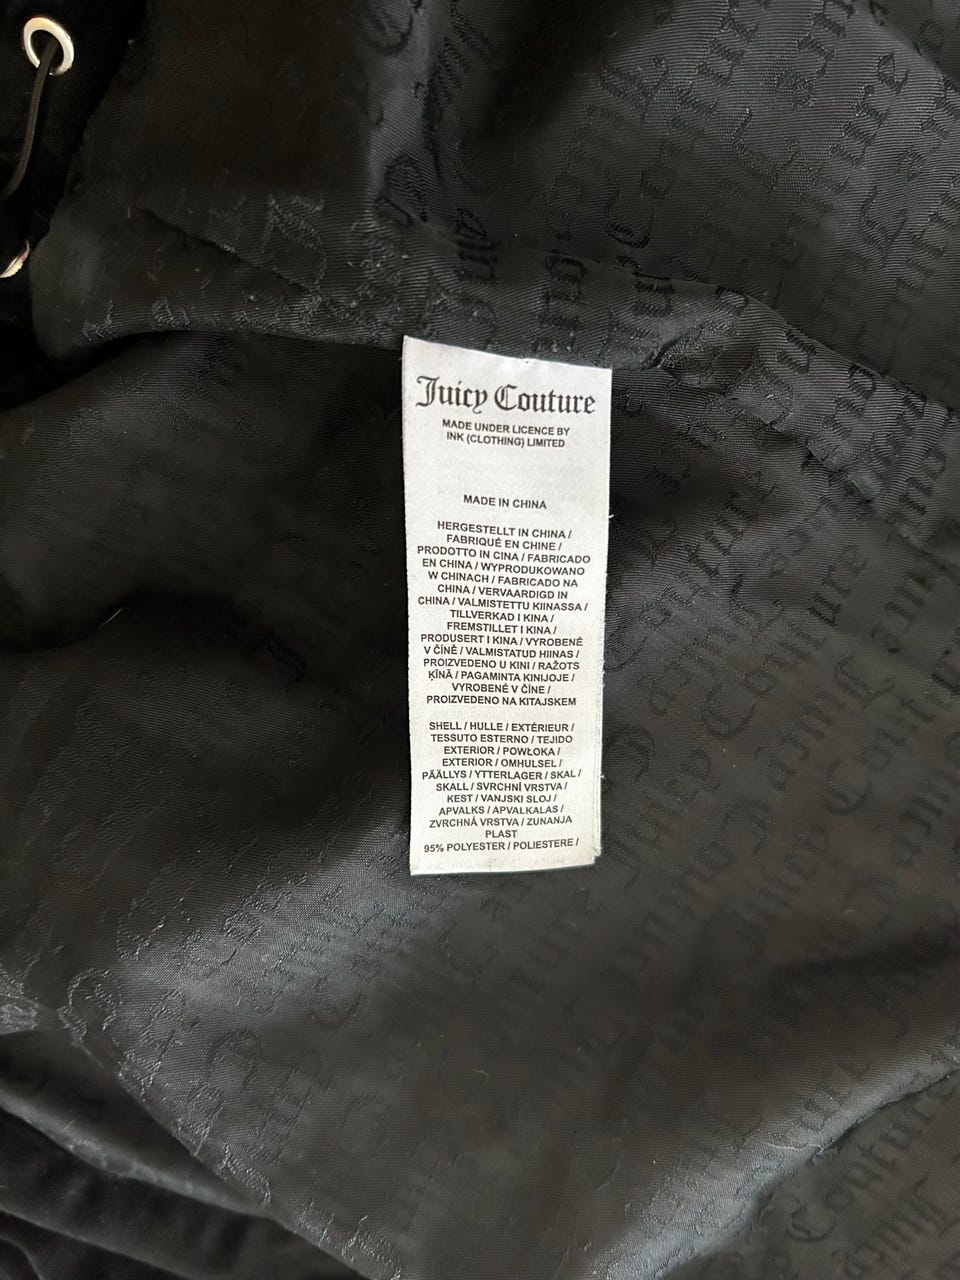 Juicy Couture
MADE UNDER LICENCE BY
INK (CLOTHING) LIMITED
MADE IN CHINA
HERGESTELLT IN CHINA /
FABRIQUÉ EN CHINE /
PRODOTTO IN CINA / FABRICADO
EN CHINA / WYPRODUKOWANO
W CHINACH / FABRICADO NA
CHINA / VERVAARDIGD IN
CHINA / VALMISTETTU KIINASSA /
TILLVERKAD I KINA /
FREMSTILLET I KINA /
PRODUSERT I KINA / VYROBENÉ
V ČÍNĚ / VALMISTATUD HIINAS /
PROIZVEDENO U KINI / RAŽOTS
ĶĪNĀ / PAGAMINTA KINIJOJE /
VYROBENÉ V ČÍNE /
PROIZVEDENO NA KITAJSKEM
SHELL / HULLE / EXTÉRIEUR /
TESSUTO ESTERNO / TEJIDO
EXTERIOR / POWŁOKA /
EXTERIOR / OMHULSEL /
PÄÄLLYS / YTTERLAGER / SKAL /
SKALL / SVRCHNÍ VRSTVA /
KEST / VANJSKI SLOJ /
APVALKS / APVALKALAS /
ZVRCHNÁ VRSTVA / ZUNANJA
PLAST
95% POLYESTER / POLIESTERE /